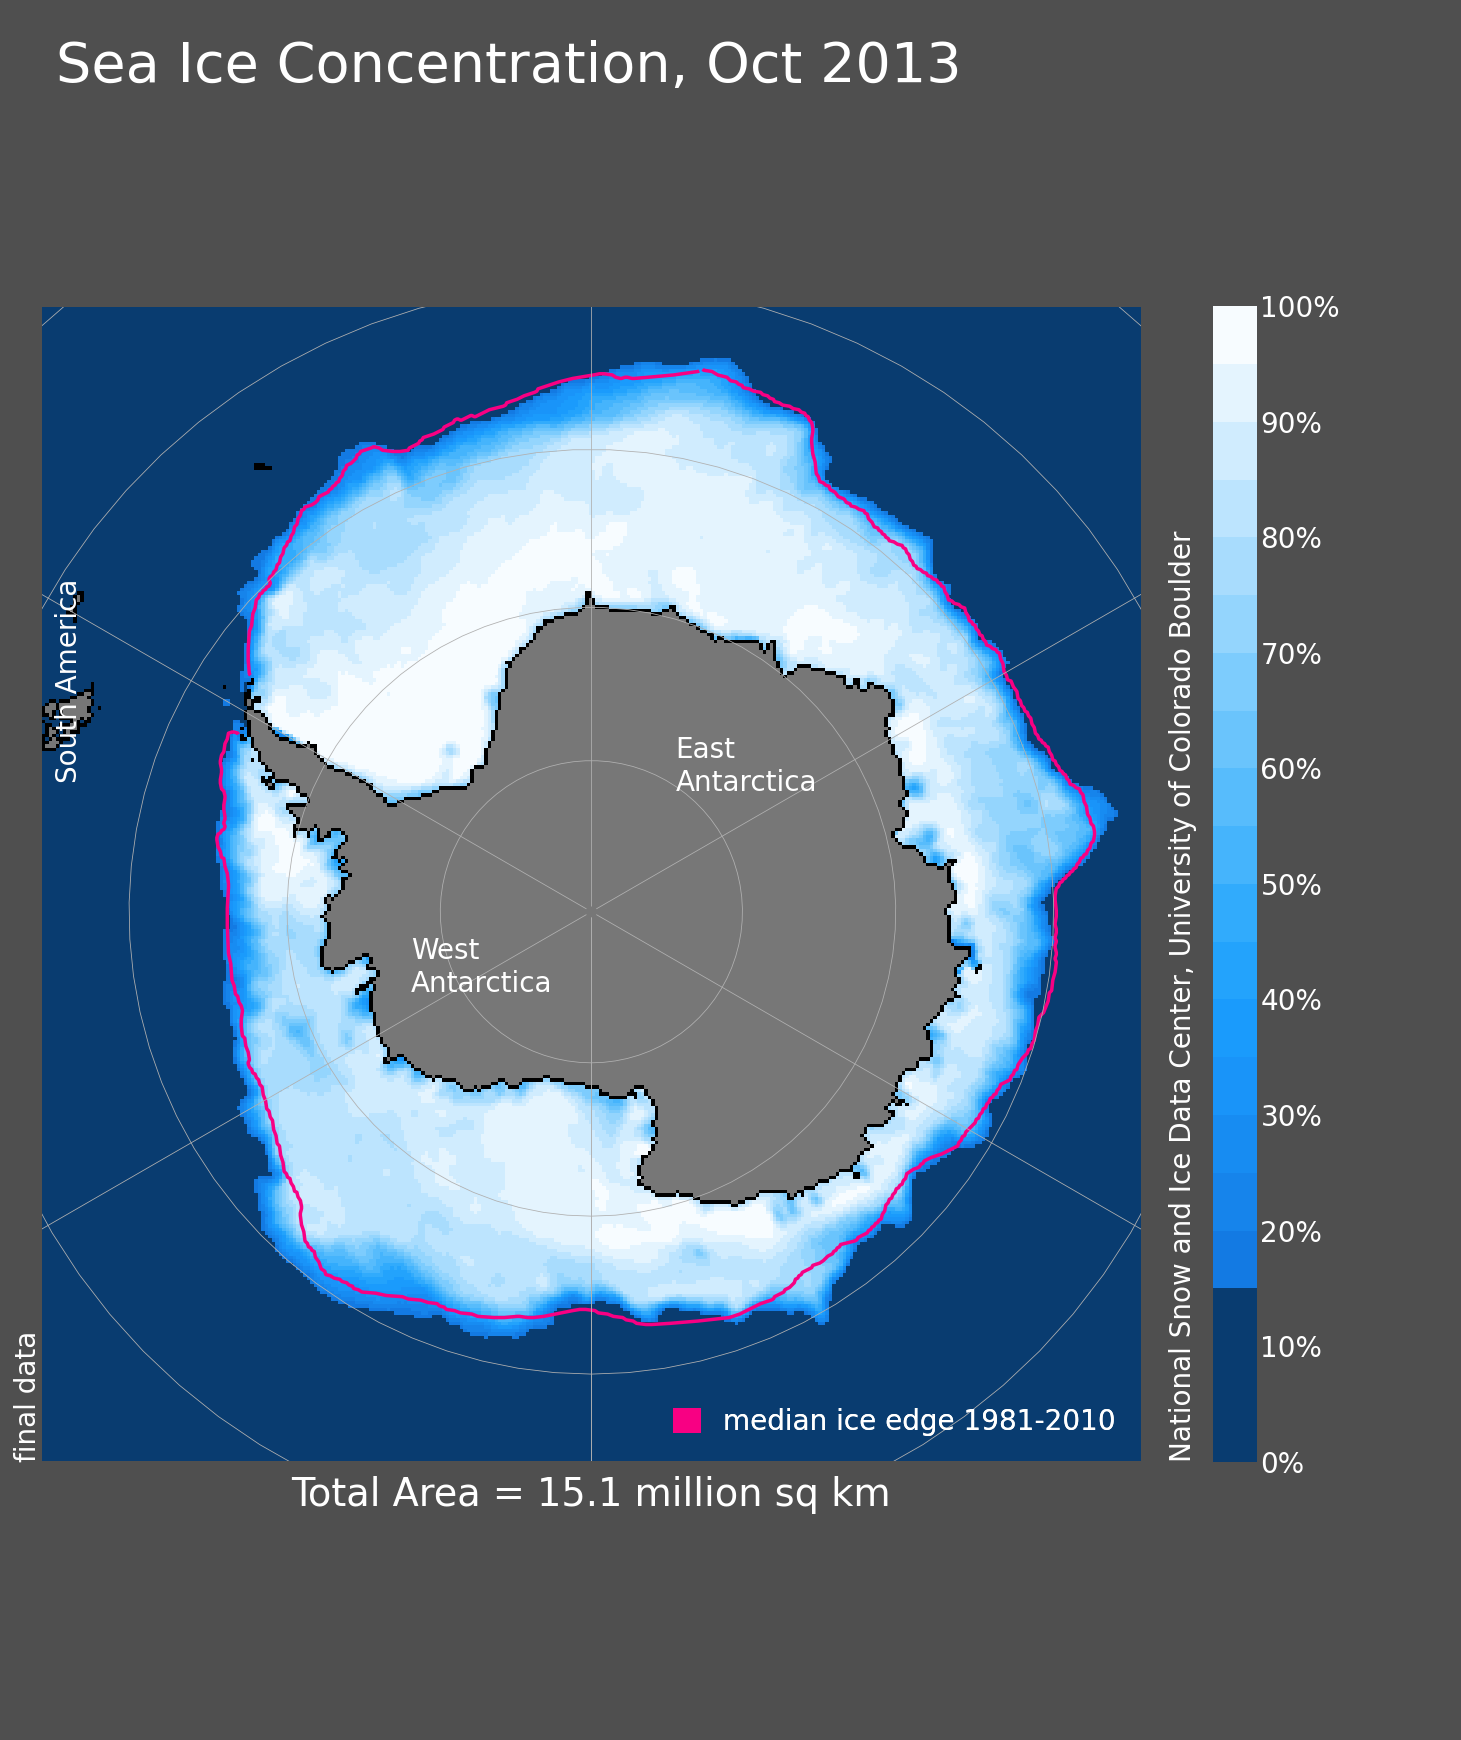 Sea Ice Concentration, Oct 2013
South America
East
Antarctica
West
Antarctica
median ice edge 1981-2010
final data
Total Area = 15.1 million sq km
National Snow and Ice Data Center, University of Colorado Boulder
100%
90%
80%
70%
60%
50%
40%
30%
20%
10%
0%